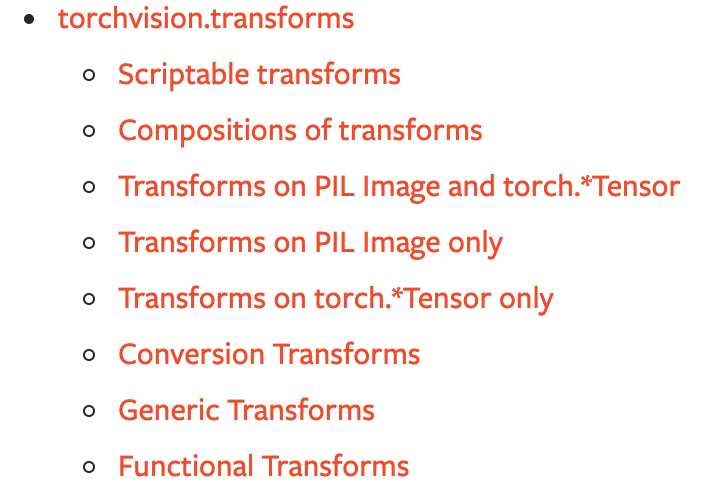 torchvision.transforms
Scriptable transforms
Compositions of transforms
Transforms on PIL Image and torch.*Tensor
Transforms on PIL Image only
Transforms on torch.*Tensor only
Conversion Transforms
Generic Transforms
Functional Transforms